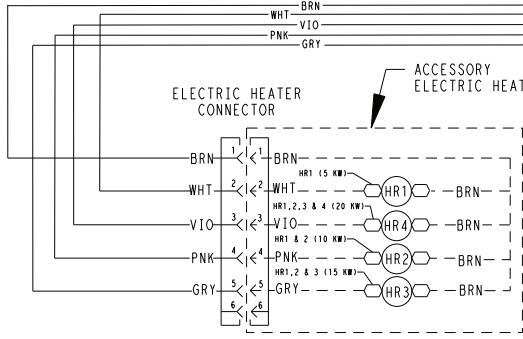 BRN
WHT
VIO
PNK
GRY
ACCESSORY
ELECTRIC HEAT
ELECTRIC HEATER
CONNECTOR
BRN 1 1 BRN
HR1 (5 KW)
WHT 2 2 WHT HR1 BRN
HR1,2,3 & 4 (20 KW)
VIO 3 3 VIO HR4 BRN
HR1 & 2 (10 KW)
PNK 4 4 PNK HR2 BRN
HR1,2 & 3 (15 KW)
GRY 5 5 GRY HR3 BRN
6 6